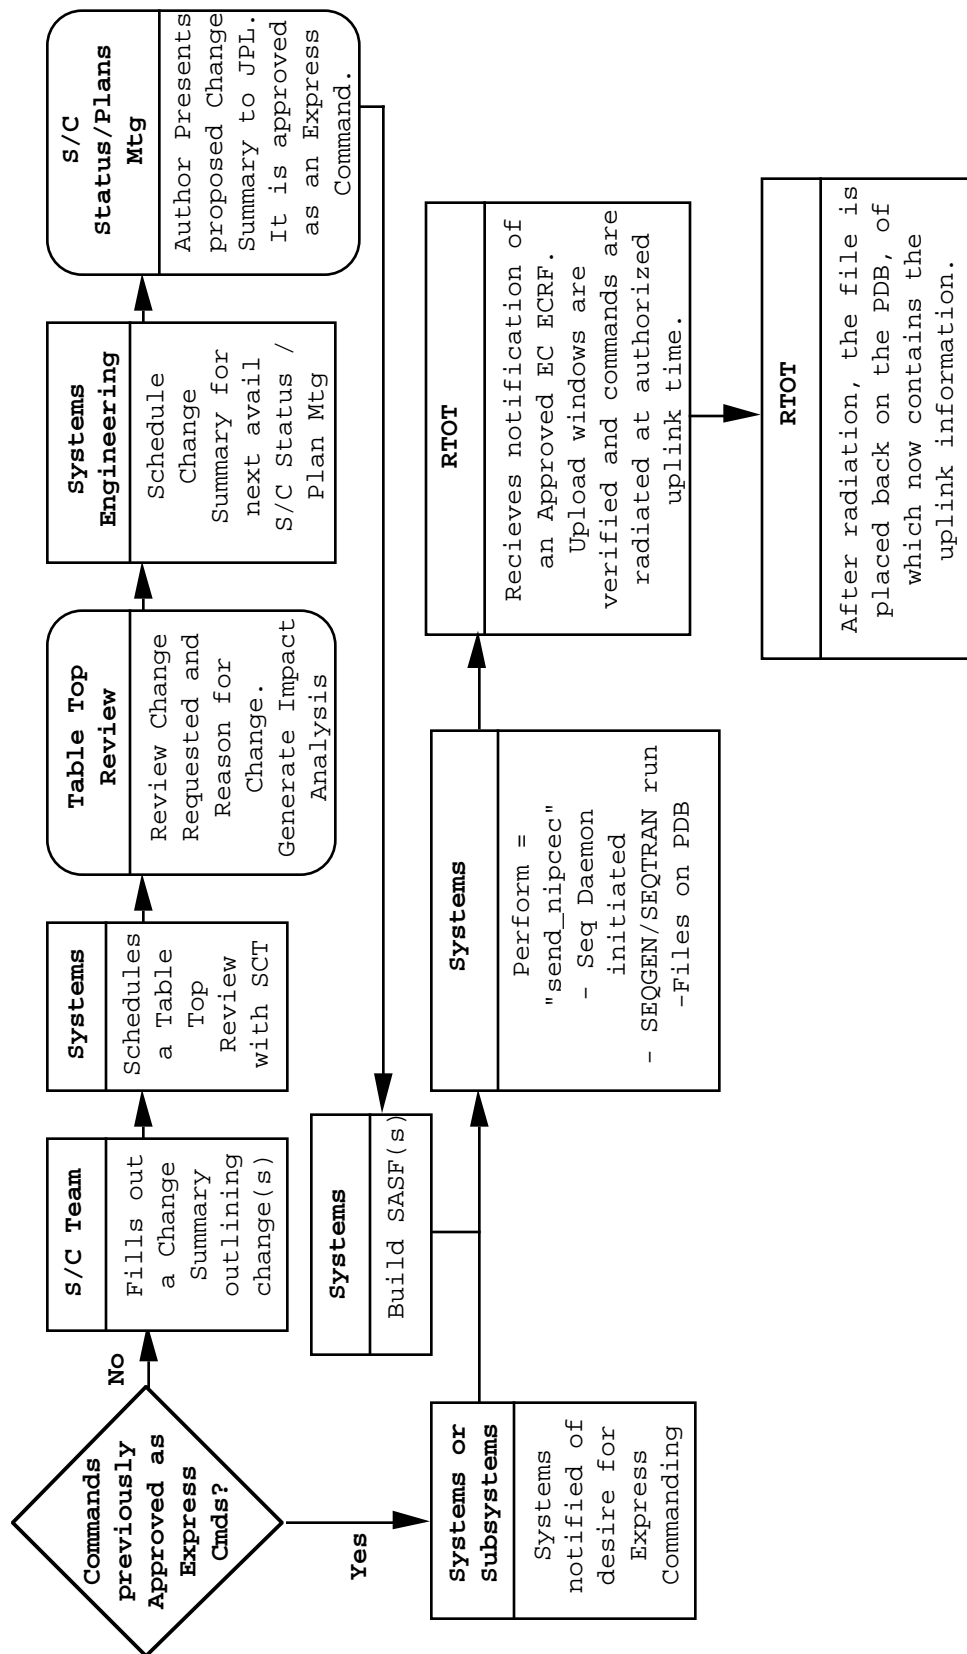 Commands
previously
Approved as
Express
Cmds?
No
Yes
S/C Team
Fills out
a Change
Summary
outlining
change(s)
Systems
Schedules
a Table
Top
Review
with SCT
Table Top
Review
Review Change
Requested and
Reason for
Change.
Generate Impact
Analysis
Systems
Engineering
Schedule
Change
Summary for
next avail
S/C Status /
Plan Mtg
S/C
Status/Plans
Mtg
Author Presents
proposed Change
Summary to JPL.
It is approved
as an Express
Command.
Systems
Build SASF(s)
Systems or
Subsystems
Systems
notified of
desire for
Express
Commanding
Systems
Perform =
"send_nipcec"
- Seq Daemon
initiated
- SEQGEN/SEQTRAN run
-Files on PDB
RTOT
Recieves notification of
an Approved EC ECRF.
Upload windows are
verified and commands are
radiated at authorized
uplink time.
RTOT
After radiation, the file is
placed back on the PDB, of
which now contains the
uplink information.